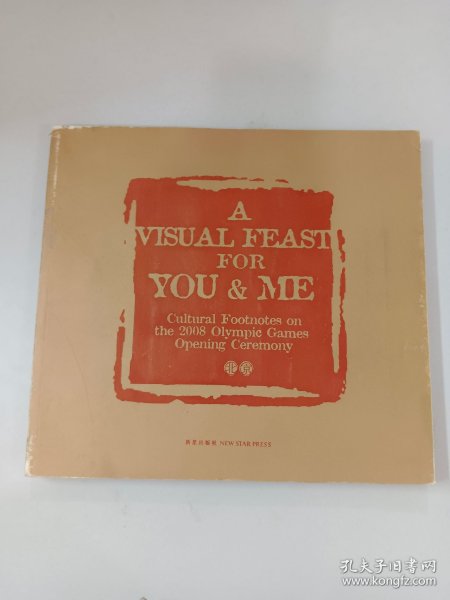 A
VISUAL FEAST
FOR
YOU & ME
Cultural Footnotes on
the 2008 Olympic Games
Opening Ceremony
北京
新星出版社 NEW STAR PRESS
孔夫子旧书网
www.kongfz.com